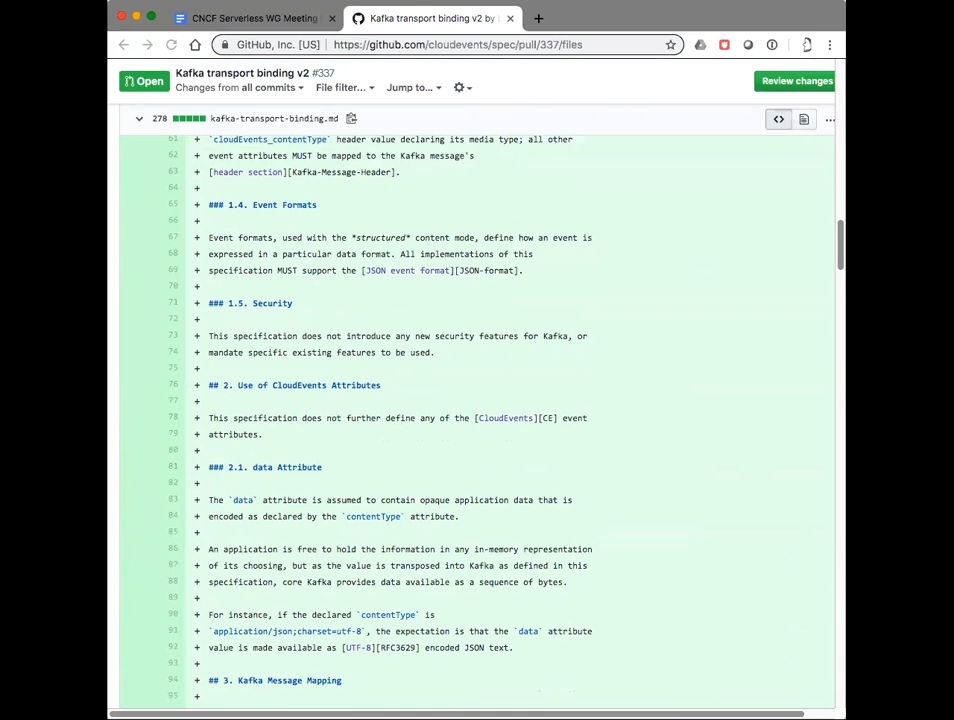 CNCF Serverless WG Meeting
Kafka transport binding v2 by
GitHub, Inc. [US] | https://github.com/cloudevents/spec/pull/337/files
Open
Kafka transport binding v2 #337
Changes from all commits
File filter...
Jump to...
Review changes
278 kafka-transport-binding.md
61 + `cloudEvents_contentType` header value declaring its media type; all other
62 + event attributes MUST be mapped to the Kafka message's
63 + [header section][Kafka-Message-Header].
64 +
65 + ### 1.4. Event Formats
66 +
67 + Event formats, used with the *structured* content mode, define how an event is
68 + expressed in a particular data format. All implementations of this
69 + specification MUST support the [JSON event format][JSON-format].
70 +
71 + ### 1.5. Security
72 +
73 + This specification does not introduce any new security features for Kafka, or
74 + mandate specific existing features to be used.
75 +
76 + ## 2. Use of CloudEvents Attributes
77 +
78 + This specification does not further define any of the [CloudEvents][CE] event
79 + attributes.
80 +
81 + ### 2.1. data Attribute
82 +
83 + The `data` attribute is assumed to contain opaque application data that is
84 + encoded as declared by the `contentType` attribute.
85 +
86 + An application is free to hold the information in any in-memory representation
87 + of its choosing, but as the value is transposed into Kafka as defined in this
88 + specification, core Kafka provides data available as a sequence of bytes.
89 +
90 + For instance, if the declared `contentType` is
91 + `application/json;charset=utf-8`, the expectation is that the `data` attribute
92 + value is made available as [UTF-8][RFC3629] encoded JSON text.
93 +
94 + ## 3. Kafka Message Mapping
95 +